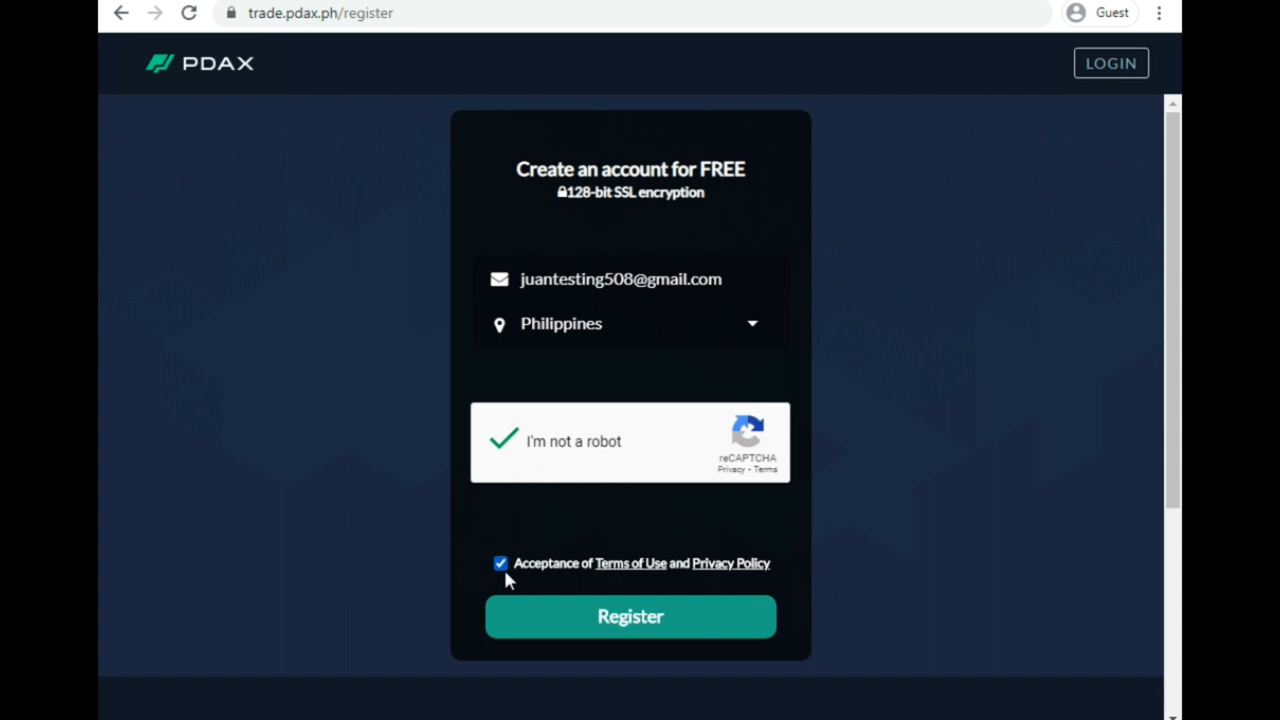 trade.pdax.ph/register
Guest
PDAX
LOGIN
Create an account for FREE
128-bit SSL encryption
juantesting508@gmail.com
Philippines
I'm not a robot
reCAPTCHA
Privacy - Terms
Acceptance of Terms of Use and Privacy Policy
Register